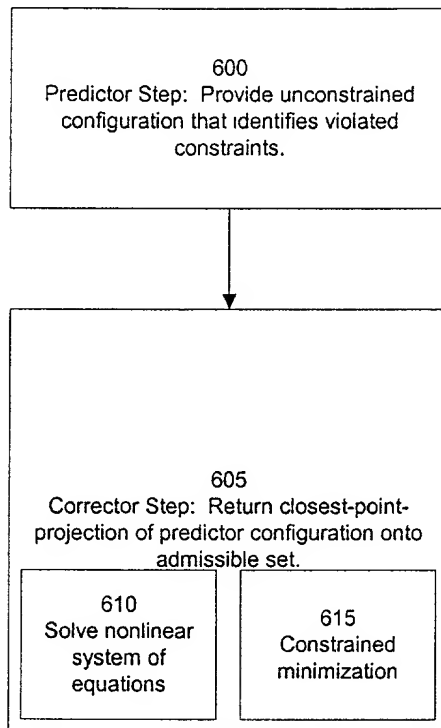 600
Predictor Step: Provide unconstrained
configuration that identifies violated
constraints.
605
Corrector Step: Return closest-point-
projection of predictor configuration onto
admissible set.
610
Solve nonlinear
system of
equations
615
Constrained
minimization